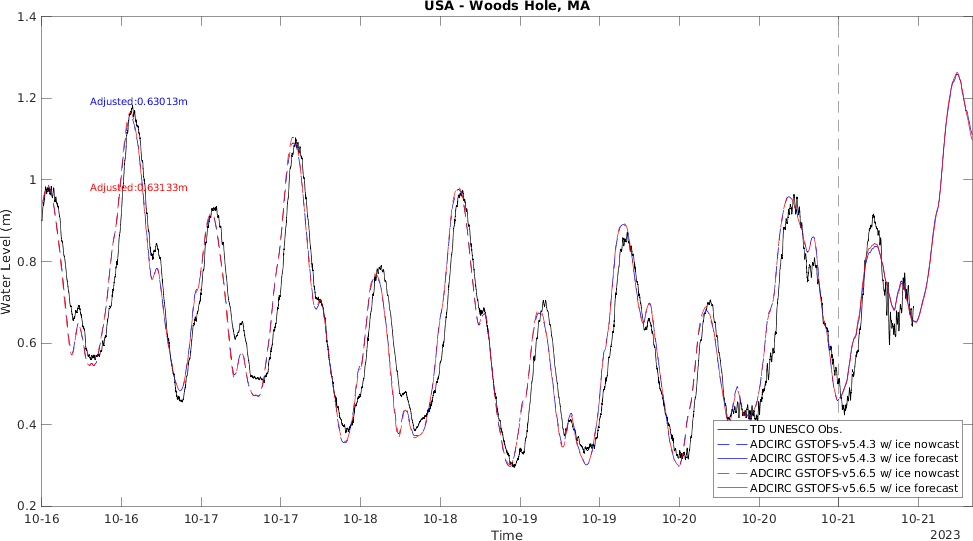 USA - Woods Hole, MA
1.4
1.2
1
0.8
0.6
0.4
0.2
Water Level (m)
Adjusted:0.63013m
Adjusted:0.63133m
TD UNESCO Obs.
ADCIRC GSTOFS-v5.4.3 w/ ice nowcast
ADCIRC GSTOFS-v5.4.3 w/ ice forecast
ADCIRC GSTOFS-v5.6.5 w/ ice nowcast
ADCIRC GSTOFS-v5.6.5 w/ ice forecast
10-16 10-16 10-17 10-17 10-18 10-18 10-19 10-19 10-20 10-20 10-21 10-21
Time
2023